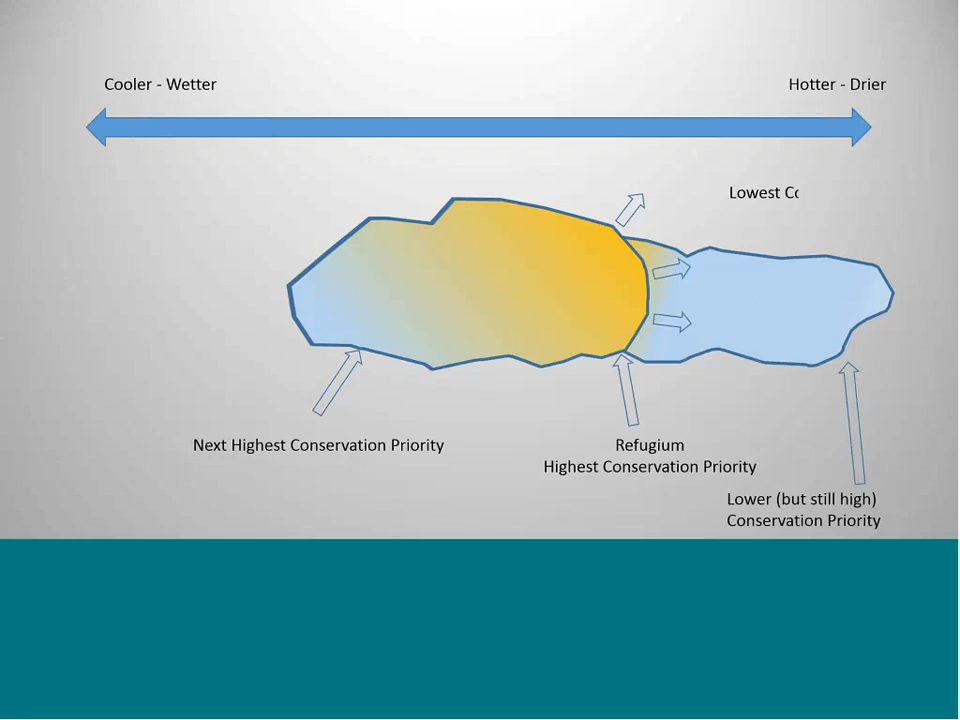 Cooler - Wetter
Hotter - Drier
Lowest
Next Highest Conservation Priority
Refugium
Highest Conservation Priority
Lower (but still high)
Conservation Priority